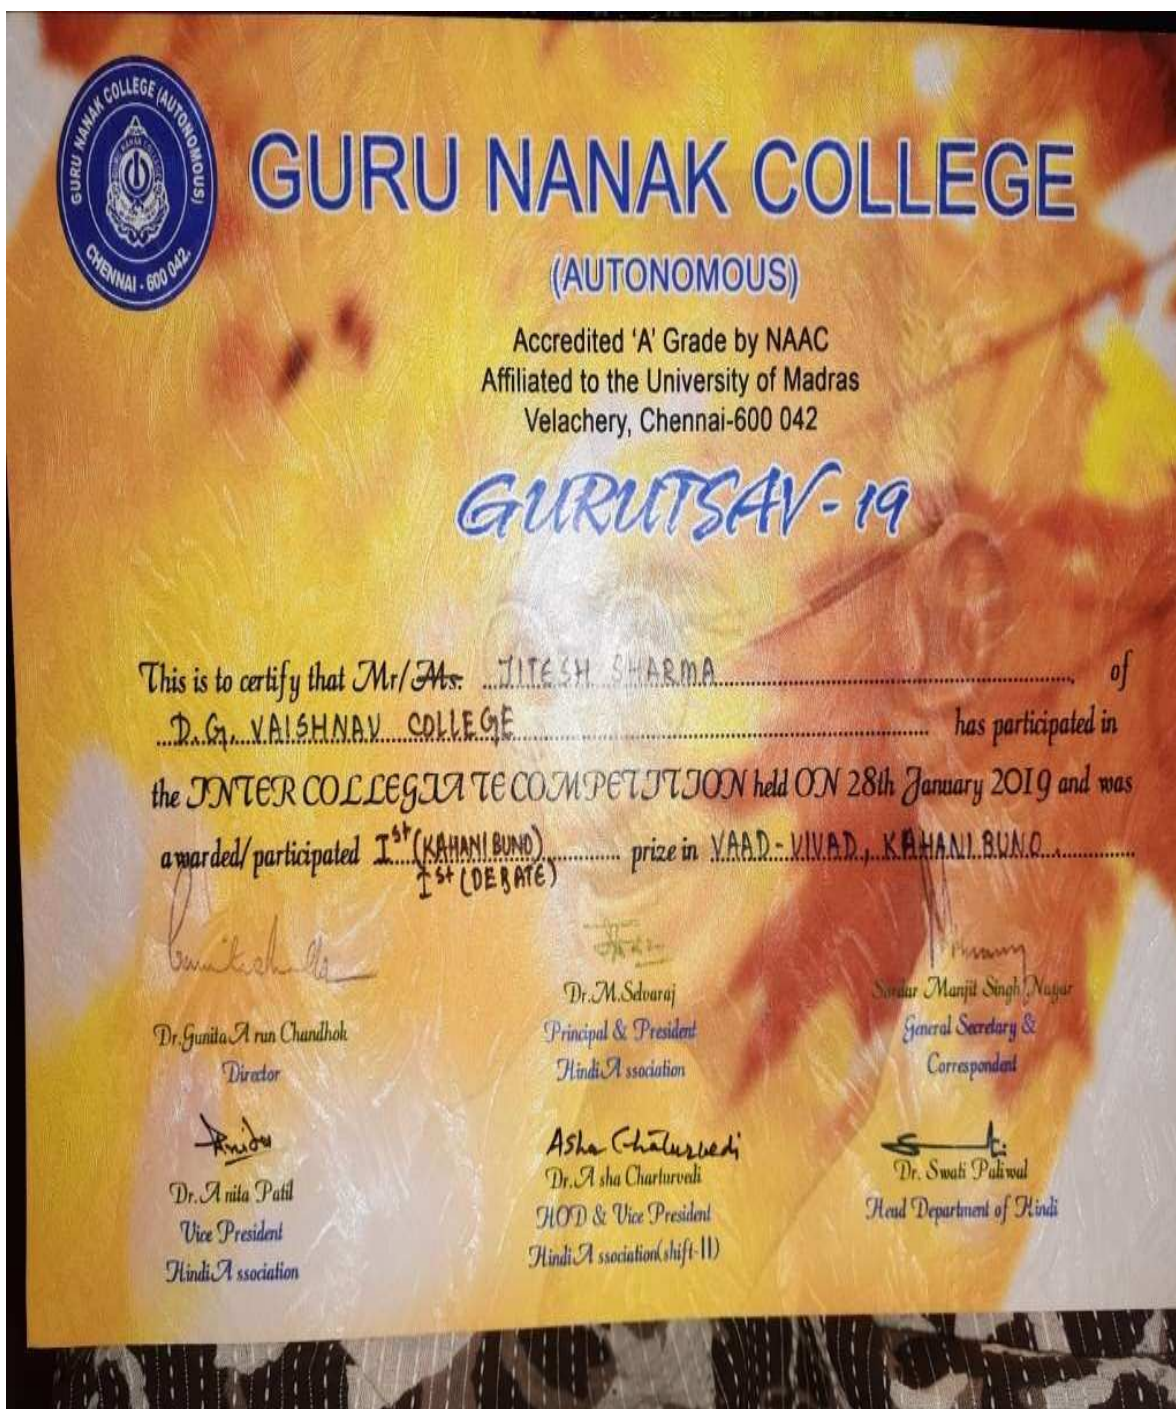 GURU NANAK COLLEGE (AUTONOMOUS)
CHENNAI - 600 042.
GURU NANAK COLLEGE
(AUTONOMOUS)
Accredited 'A' Grade by NAAC
Affiliated to the University of Madras
Velachery, Chennai-600 042
GURUTSAV-19
This is to certify that Mr/Ms. JITESH SHARMA of
D.G. VAISHNAV COLLEGE has participated in
the INTER COLLEGIATE COMPETITION held ON 28th January 2019 and was
awarded/participated Ist (KAHANI BUNO) prize in VAAD-VIVAD, KAHANI BUNO.
Ist (DEBATE)
Dr.Gunita Arun Chandhok
Director
Dr.M.Selvaraj
Principal & President
Hindi Association
Sardar Manjit Singh Nayar
General Secretary &
Correspondent
Dr.Anita Patil
Vice President
Hindi Association
Asha Chaturvedi
Dr.Asha Charturvedi
HOD & Vice President
Hindi Association(shift-II)
Dr. Swati Paliwal
Head Department of Hindi